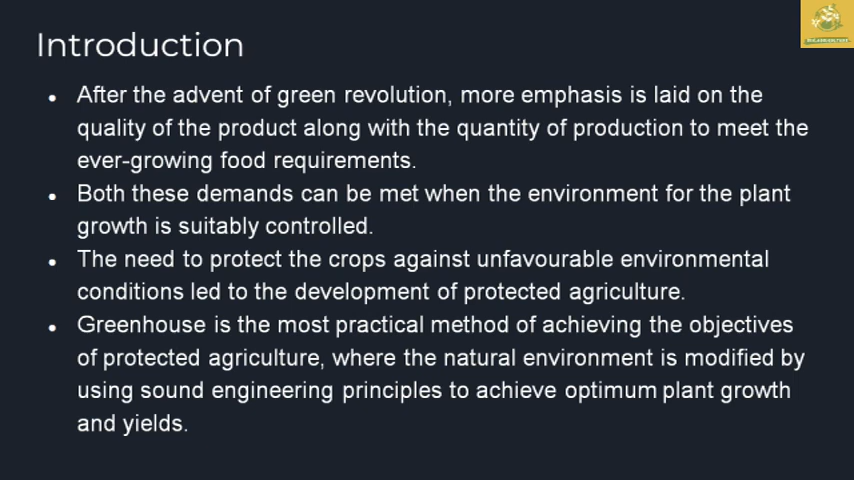 Introduction
• After the advent of green revolution, more emphasis is laid on the
quality of the product along with the quantity of production to meet the
ever-growing food requirements.
• Both these demands can be met when the environment for the plant
growth is suitably controlled.
• The need to protect the crops against unfavourable environmental
conditions led to the development of protected agriculture.
• Greenhouse is the most practical method of achieving the objectives
of protected agriculture, where the natural environment is modified by
using sound engineering principles to achieve optimum plant growth
and yields.